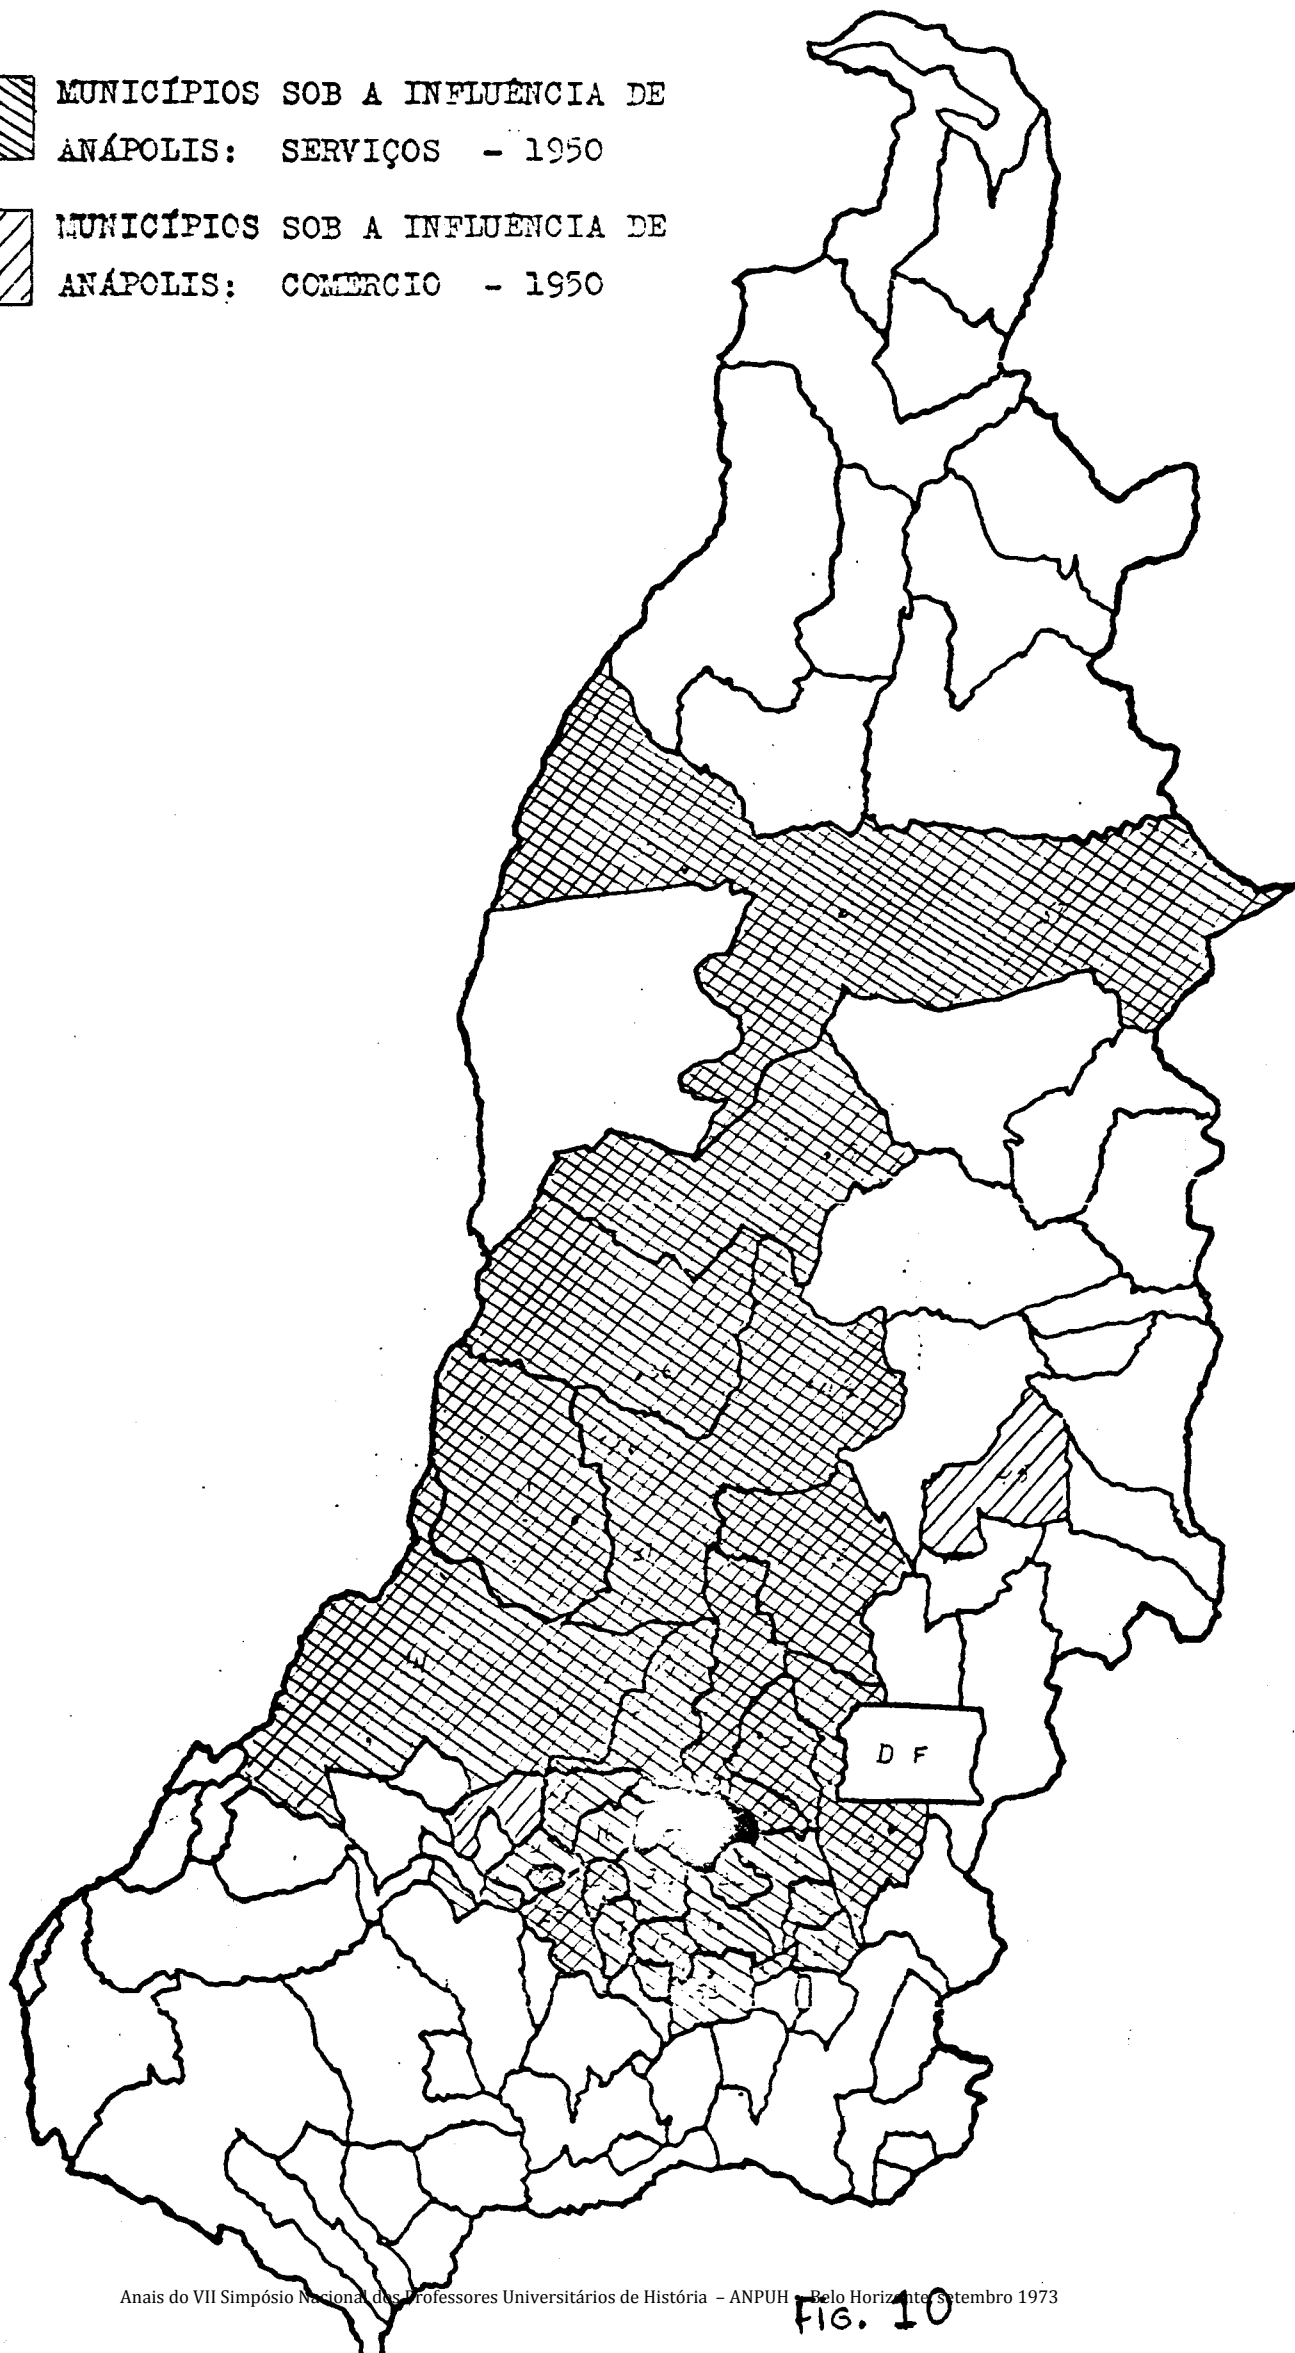 MUNICÍPIOS SOB A INFLUÊNCIA DE
ANÁPOLIS: SERVIÇOS - 1950
MUNICÍPIOS SOB A INFLUÊNCIA DE
ANÁPOLIS: COMÉRCIO - 1950
D F
Anais do VII Simpósio Nacional dos Professores Universitários de História – ANPUH - Belo Horizonte, setembro 1973
FIG. 10